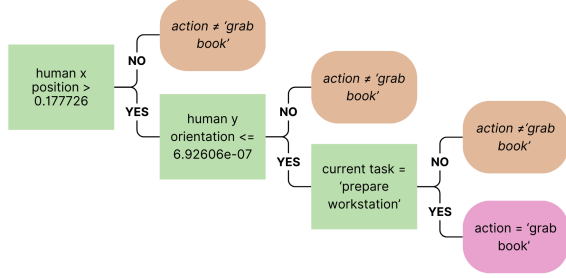 human x
position >
0.177726
NO
YES
action ≠ ‘grab
book’
human y
orientation <=
6.92606e-07
NO
YES
action ≠ ‘grab
book’
current task =
‘prepare
workstation’
NO
YES
action ≠‘grab
book’
action = ‘grab
book’